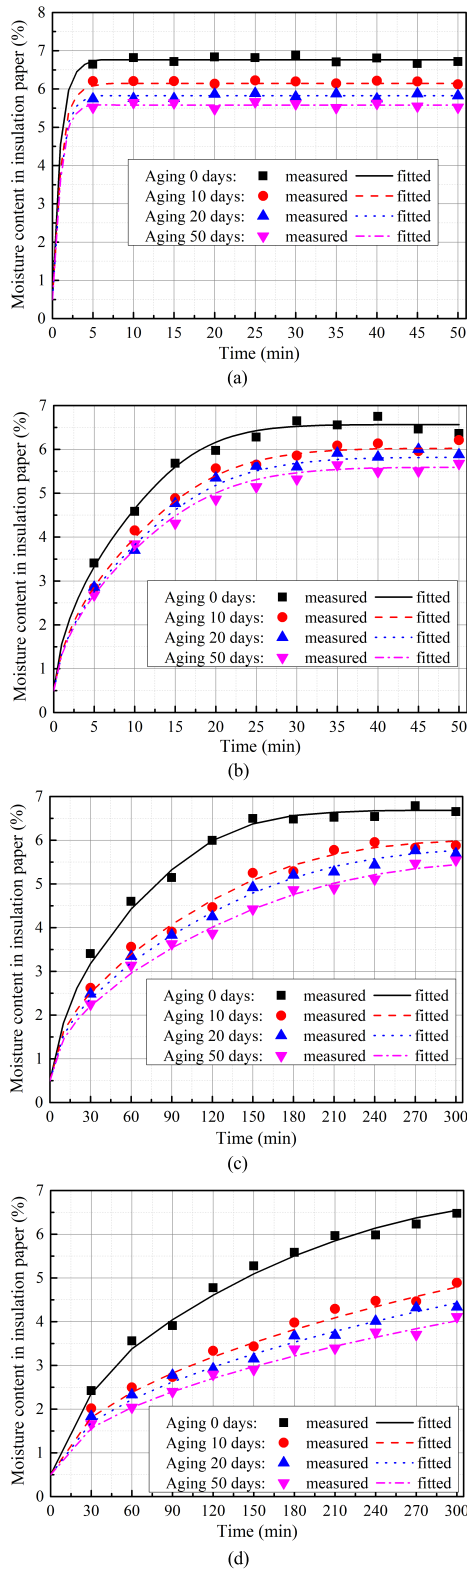 Moisture content in insulation paper (%)
8
7
6
5
4
3
2
1
0
Aging 0 days: measured fitted
Aging 10 days: measured fitted
Aging 20 days: measured fitted
Aging 50 days: measured fitted
0 5 10 15 20 25 30 35 40 45 50
Time (min)
(a)
Moisture content in insulation paper (%)
7
6
5
4
3
2
1
0
Aging 0 days: measured fitted
Aging 10 days: measured fitted
Aging 20 days: measured fitted
Aging 50 days: measured fitted
0 5 10 15 20 25 30 35 40 45 50
Time (min)
(b)
Moisture content in insulation paper (%)
7
6
5
4
3
2
1
0
Aging 0 days: measured fitted
Aging 10 days: measured fitted
Aging 20 days: measured fitted
Aging 50 days: measured fitted
0 30 60 90 120 150 180 210 240 270 300
Time (min)
(c)
Moisture content in insulation paper (%)
7
6
5
4
3
2
1
0
Aging 0 days: measured fitted
Aging 10 days: measured fitted
Aging 20 days: measured fitted
Aging 50 days: measured fitted
0 30 60 90 120 150 180 210 240 270 300
Time (min)
(d)